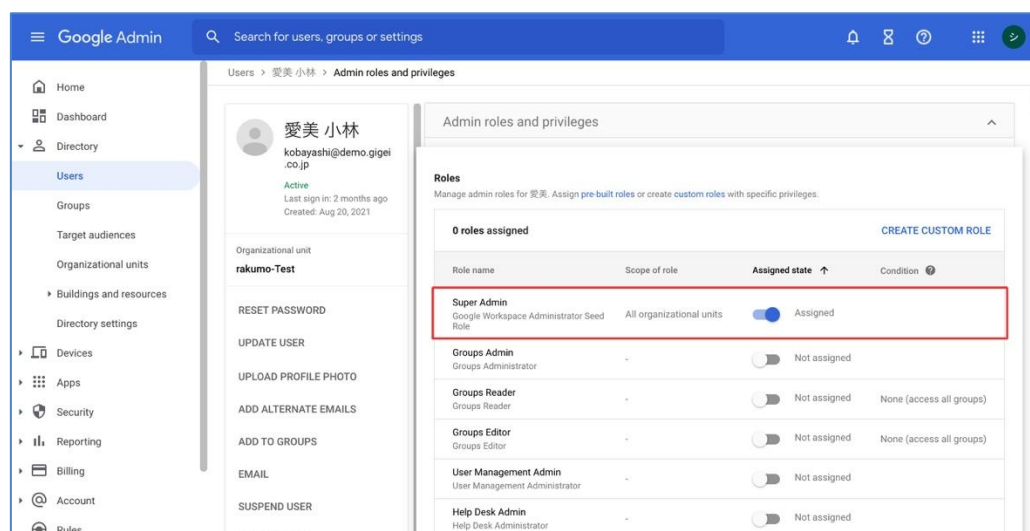 Google Admin
Search for users, groups or settings
シ
Home
Dashboard
Directory
Users
Groups
Target audiences
Organizational units
Buildings and resources
Directory settings
Devices
Apps
Security
Reporting
Billing
Account
Rules
Users > 愛美 小林 > Admin roles and privileges
愛美 小林
kobayashi@demo.gigei
.co.jp
Active
Last sign in: 2 months ago
Created: Aug 20, 2021
Organizational unit
rakumo-Test
RESET PASSWORD
UPDATE USER
UPLOAD PROFILE PHOTO
ADD ALTERNATE EMAILS
ADD TO GROUPS
EMAIL
SUSPEND USER
Admin roles and privileges
Roles
Manage admin roles for 愛美. Assign pre-built roles or create custom roles with specific privileges.
0 roles assigned CREATE CUSTOM ROLE
Role name Scope of role Assigned state Condition
Super Admin
Google Workspace Administrator Seed
Role
All organizational units Assigned
Groups Admin
Groups Administrator
- Not assigned
Groups Reader
Groups Reader
- Not assigned None (access all groups)
Groups Editor
Groups Editor
- Not assigned None (access all groups)
User Management Admin
User Management Administrator
- Not assigned
Help Desk Admin
Help Desk Administrator
- Not assigned